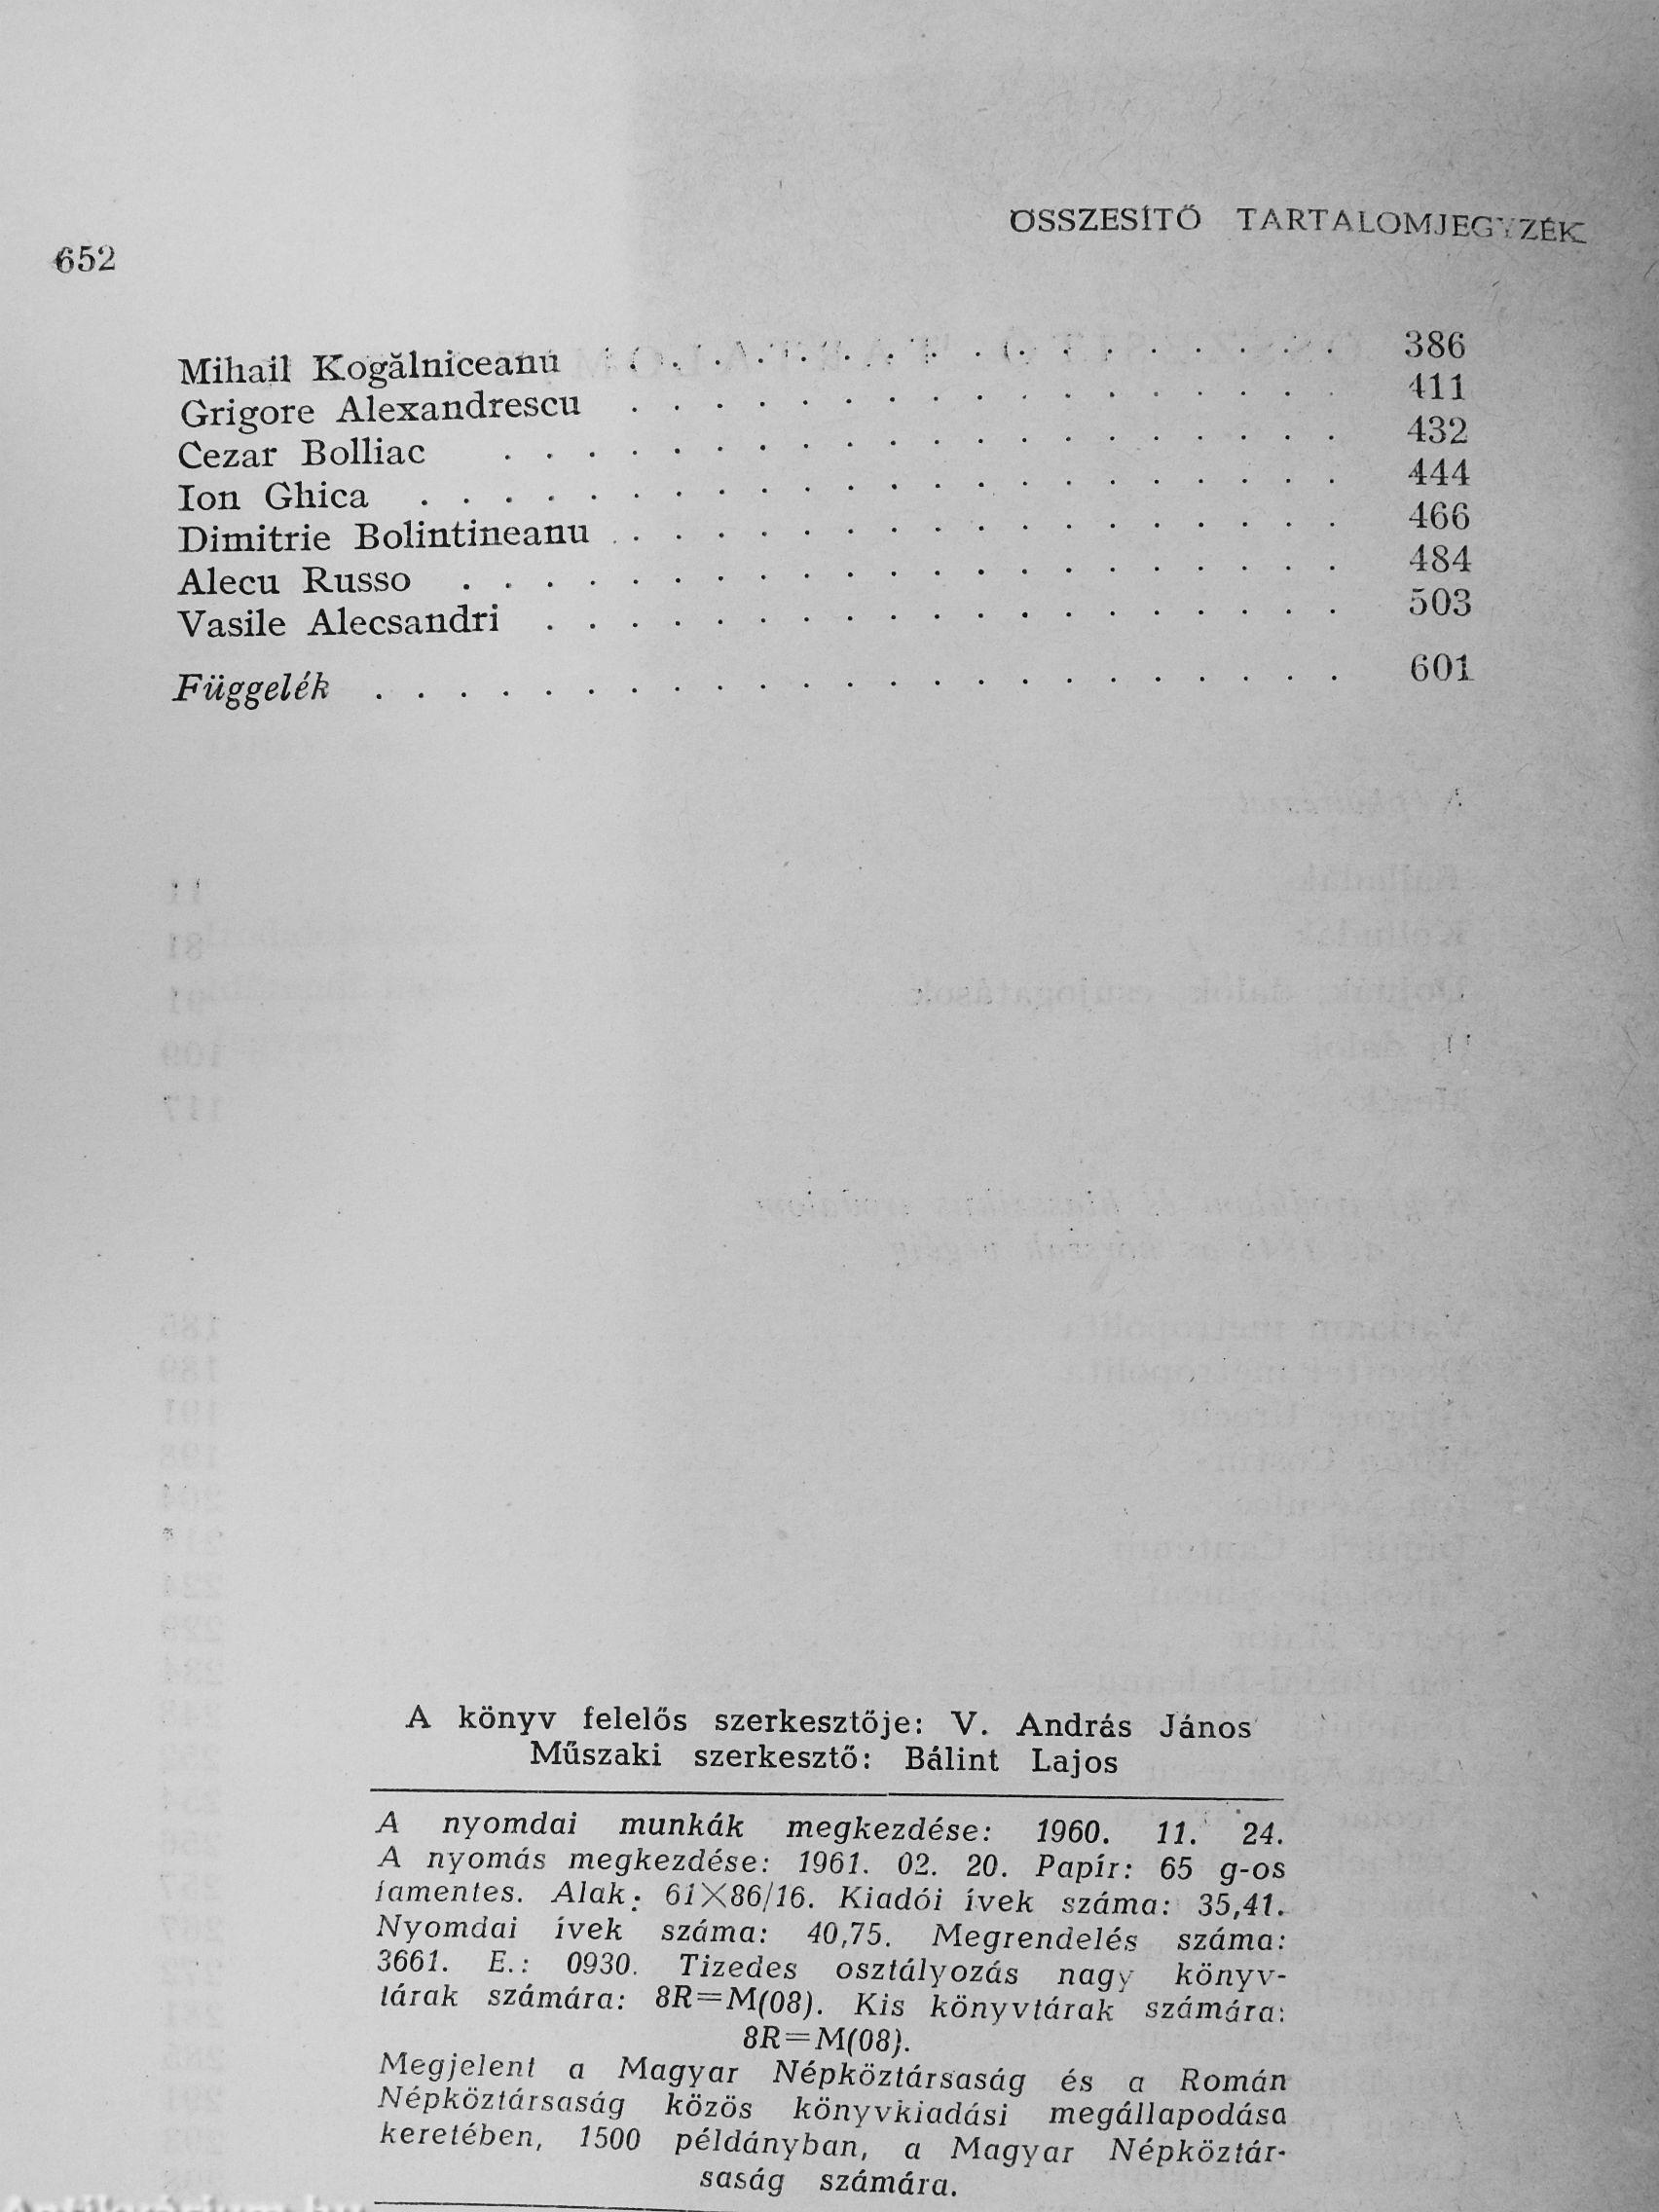 652
ÖSSZESÍTŐ TARTALOMJEGYZÉK
Mihail Kogălniceanu . . . . . . . . . . . . . . . . . 386
Grigore Alexandrescu . . . . . . . . . . . . . . . . . 411
Cezar Bolliac . . . . . . . . . . . . . . . . . . . . 432
Ion Ghica . . . . . . . . . . . . . . . . . . . . . . 444
Dimitrie Bolintineanu . . . . . . . . . . . . . . . . . 466
Alecu Russo . . . . . . . . . . . . . . . . . . . . . 484
Vasile Alecsandri . . . . . . . . . . . . . . . . . . . 503
Függelék . . . . . . . . . . . . . . . . . . . . . . . 601
A könyv felelős szerkesztője: V. András János
Műszaki szerkesztő: Bálint Lajos
A nyomdai munkák megkezdése: 1960. 11. 24.
A nyomás megkezdése: 1961. 02. 20. Papír: 65 g-os
famentes. Alak: 61×86/16. Kiadói ívek száma: 35,41.
Nyomdai ívek száma: 40,75. Megrendelés száma:
3661. E.: 0930. Tizedes osztályozás nagy könyv-
tárak számára: 8R=M(08). Kis könyvtárak számára:
8R=M(08).
Megjelent a Magyar Népköztársaság és a Román
Népköztársaság közös könyvkiadási megállapodása
keretében, 1500 példányban, a Magyar Népköztár-
saság számára.
Antikvárium.hu